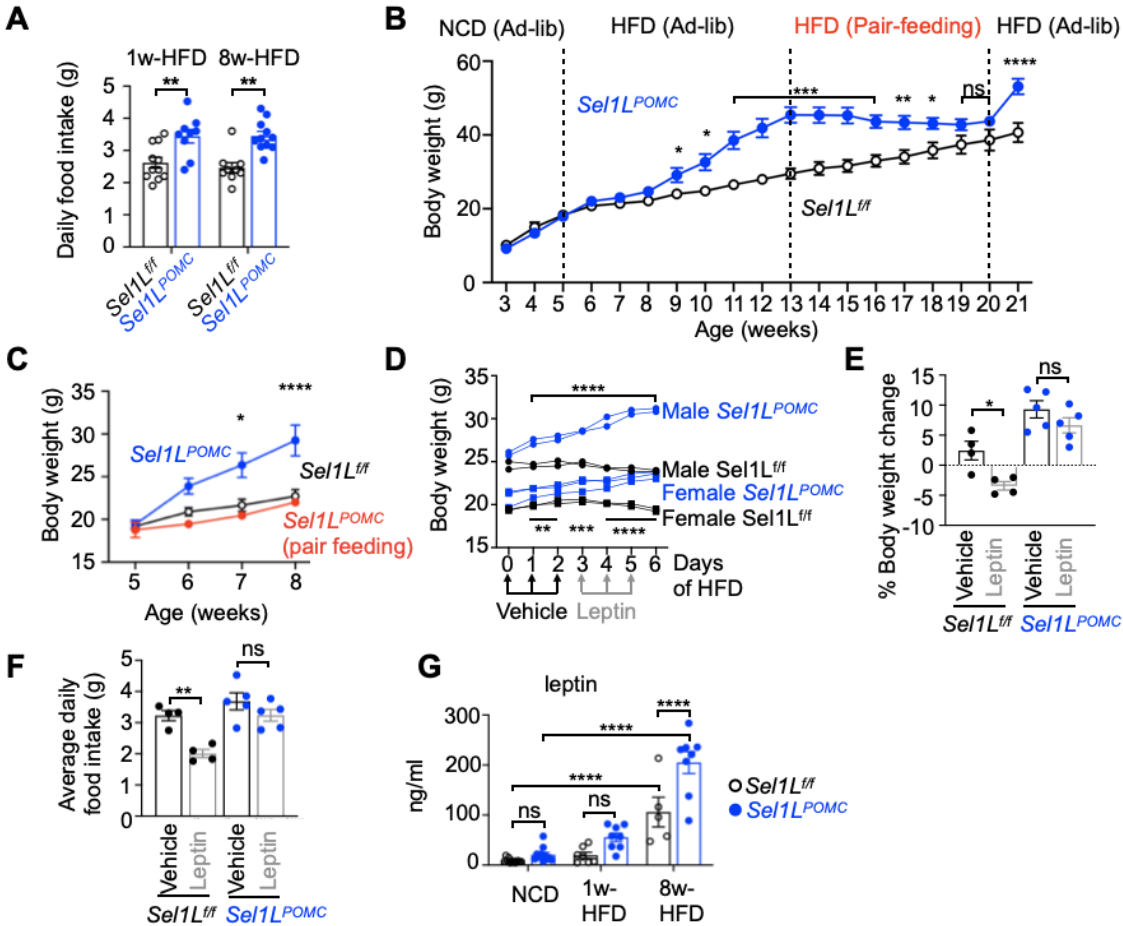 A
1w-HFD 8w-HFD
** **
Daily food intake (g)
5
4
3
2
1
0
Sel1L^f/f
Sel1L^POMC
Sel1L^f/f
Sel1L^POMC
B
NCD (Ad-lib) HFD (Ad-lib) HFD (Pair-feeding) HFD (Ad-lib)
Body weight (g)
60
40
20
0
Sel1L^POMC
Sel1L^f/f
* * *** ** * ns ****
3 4 5 6 7 8 9 10 11 12 13 14 15 16 17 18 19 20 21
Age (weeks)
C
Body weight (g)
35
30
25
20
15
* ****
Sel1L^POMC
Sel1L^f/f
Sel1L^POMC
(pair feeding)
5 6 7 8
Age (weeks)
D
Body weight (g)
35
30
25
20
15
****
Male Sel1L^POMC
Male Sel1L^f/f
Female Sel1L^POMC
Female Sel1L^f/f
** *** ****
0 1 2 3 4 5 6 Days
of HFD
Vehicle Leptin
E
% Body weight change
15
10
5
0
-5
-10
* ns
Vehicle
Leptin
Vehicle
Leptin
Sel1L^f/f Sel1L^POMC
F
Average daily
food intake (g)
5
4
3
2
1
0
** ns
Vehicle
Leptin
Vehicle
Leptin
Sel1L^f/f Sel1L^POMC
G
leptin
ng/ml
300
200
100
0
****
****
****
ns ns
NCD 1w-
HFD
8w-
HFD
Sel1L^f/f
Sel1L^POMC